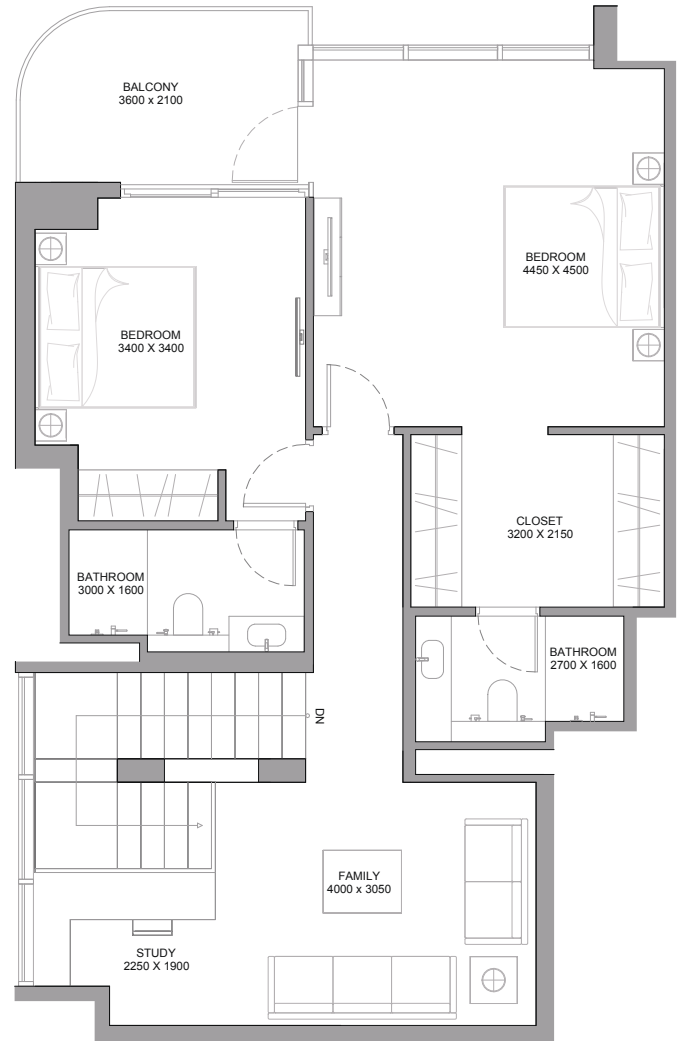 BALCONY
3600 x 2100
BEDROOM
4450 X 4500
BEDROOM
3400 X 3400
CLOSET
3200 X 2150
BATHROOM
3000 X 1600
BATHROOM
2700 X 1600
DN
FAMILY
4000 x 3050
STUDY
2250 X 1900